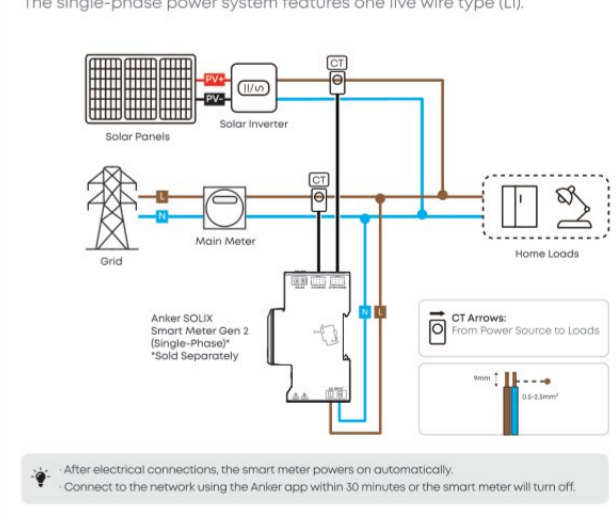 The single-phase power system features one live wire type (L1).
CT
PV+
PV-
Solar Panels
Solar Inverter
CT
L
N
Main Meter
Grid
Home Loads
Anker SOLIX
Smart Meter Gen 2
(Single-Phase)*
*Sold Separately
N
L
CT Arrows:
From Power Source to Loads
9mm
0.5-2.5mm²
· After electrical connections, the smart meter powers on automatically.
· Connect to the network using the Anker app within 30 minutes or the smart meter will turn off.